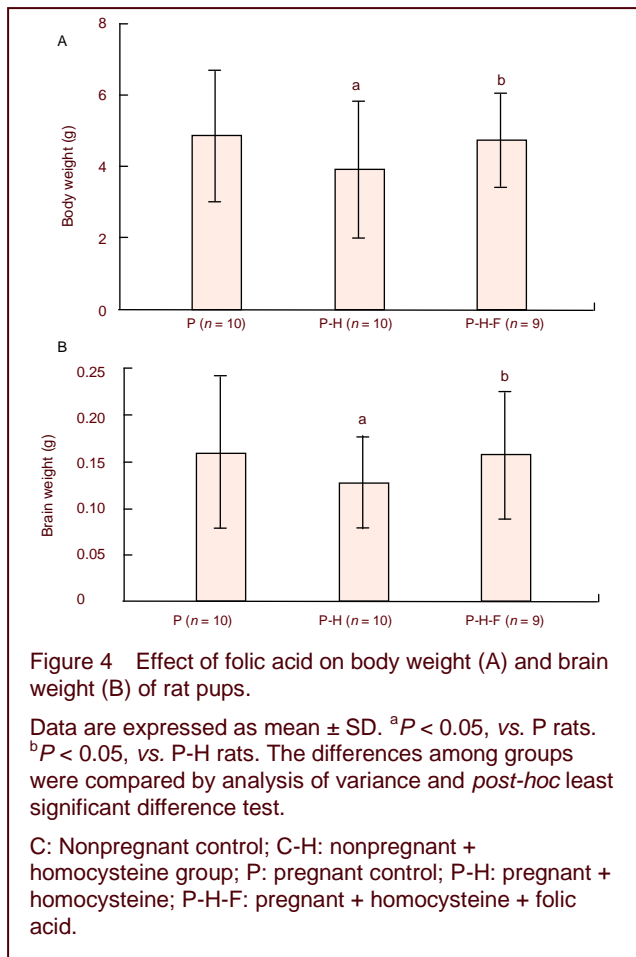 A
8
6
4
2
0
Body weight (g)
a
b
P (n = 10)
P-H (n = 10)
P-H-F (n = 9)
B
0.25
0.20
0.15
0.10
0.05
0
Brain weight (g)
a
b
P (n = 10)
P-H (n = 10)
P-H-F (n = 9)
Figure 4 Effect of folic acid on body weight (A) and brain
weight (B) of rat pups.
Data are expressed as mean ± SD. aP < 0.05, vs. P rats.
bP < 0.05, vs. P-H rats. The differences among groups
were compared by analysis of variance and post-hoc least
significant difference test.
C: Nonpregnant control; C-H: nonpregnant +
homocysteine group; P: pregnant control; P-H: pregnant +
homocysteine; P-H-F: pregnant + homocysteine + folic
acid.